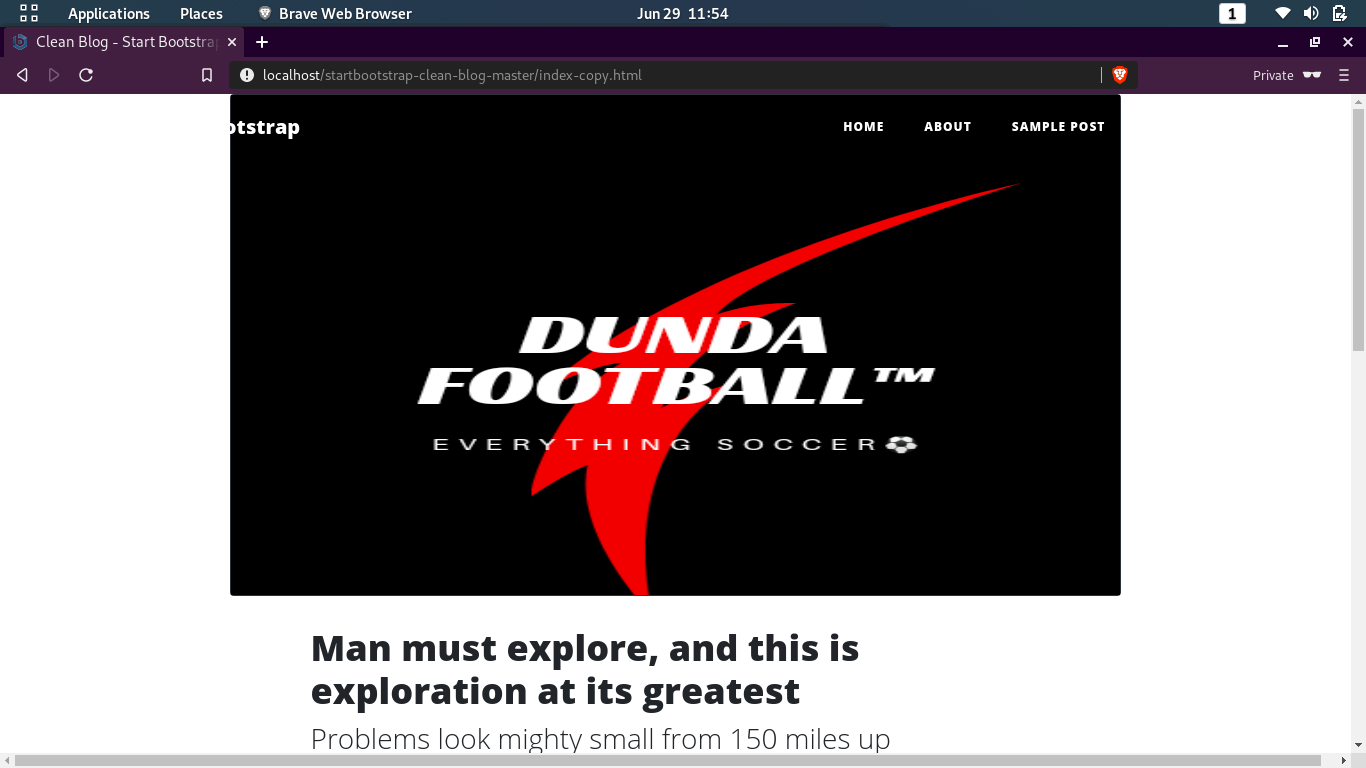 Applications Places Brave Web Browser Jun 29 11:54 1
Clean Blog - Start Bootstrap
localhost/startbootstrap-clean-blog-master/index-copy.html Private
otstrap HOME ABOUT SAMPLE POST
DUNDA
FOOTBALL™
EVERYTHING SOCCER
Man must explore, and this is
exploration at its greatest
Problems look mighty small from 150 miles up